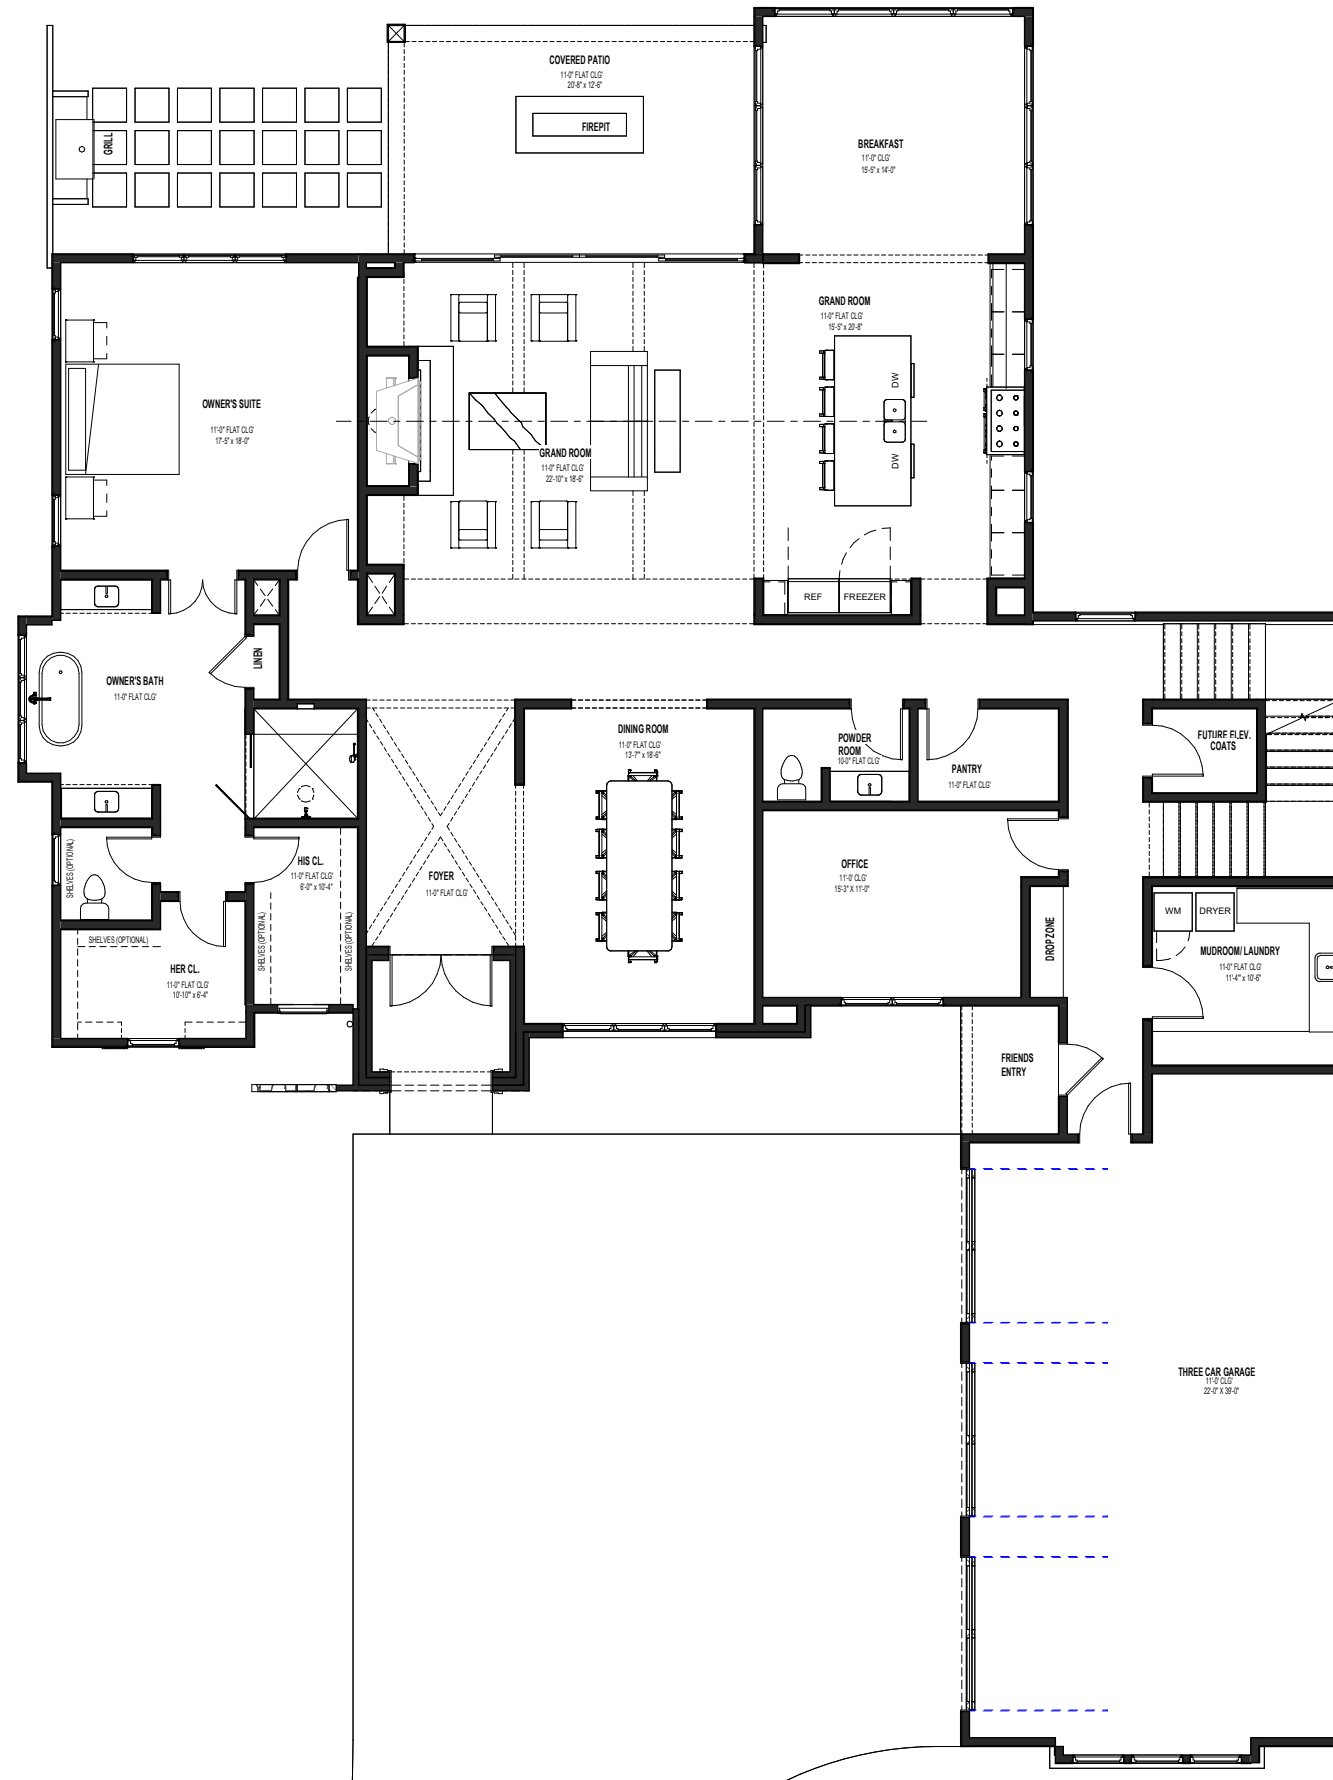 COVERED PATIO
11-0" FLAT CLG'
20'-8" x 12'-6"
FIREPIT
GRILL
BREAKFAST
11'-0" CLG'
15'-5" x 14'-0"
GRAND ROOM
11-0" FLAT CLG'
15'-5" x 20'-8"
DW
DW
OWNER'S SUITE
11'-0" FLAT CLG'
17'-5" x 18'-0"
GRAND ROOM
11-0" FLAT CLG'
22'-10" x 18'-6"
REF
FREEZER
LINEN
OWNER'S BATH
11-0" FLAT CLG'
DINING ROOM
11-0" FLAT CLG'
13'-7" x 18'-6"
POWDER
ROOM
10-0" FLAT CLG'
PANTRY
11-0" FLAT CLG'
FUTURE ELEV.
COATS
SHELVES (OPTIONAL)
HIS CL.
11-0" FLAT CLG'
6'-0" x 10'-4"
SHELVES (OPTIONAL)
SHELVES (OPTIONAL)
FOYER
11-0" FLAT CLG'
OFFICE
11'-0' CLG'
15'-3" X 11'-0"
SHELVES (OPTIONAL)
HER CL.
11-0" FLAT CLG'
10'-10" x 6'-4"
DROPZONE
WM
DRYER
MUDROOM/ LAUNDRY
11-0" FLAT CLG'
11'-4" x 10'-6"
FRIENDS
ENTRY
THREE CAR GARAGE
11'-0' CLG'
22'-0" X 39'-0"